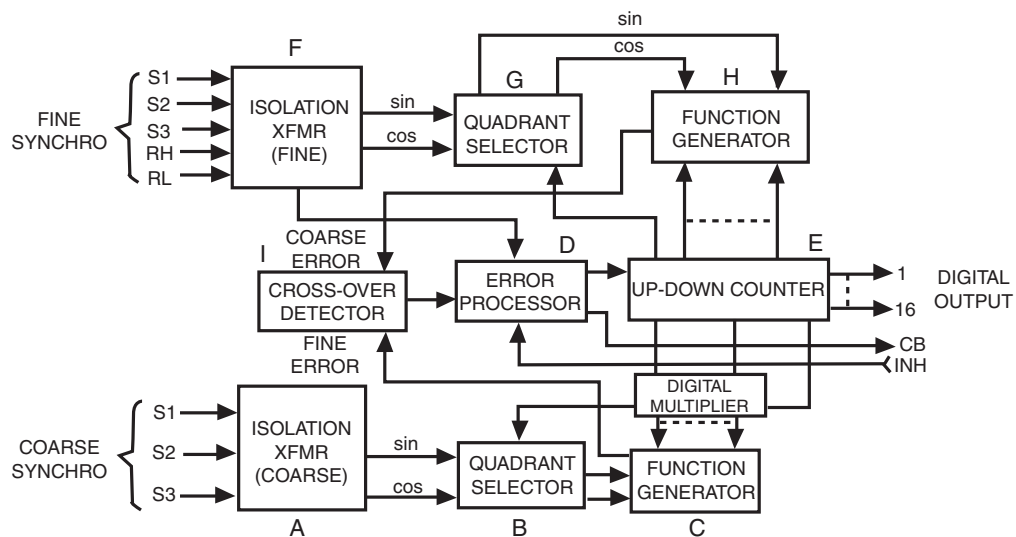 sin
cos
F
G
H
FINE
SYNCHRO
S1
S2
S3
RH
RL
ISOLATION
XFMR
(FINE)
sin
cos
QUADRANT
SELECTOR
FUNCTION
GENERATOR
I
COARSE
ERROR
D
E
CROSS-OVER
DETECTOR
ERROR
PROCESSOR
UP-DOWN COUNTER
1
16
DIGITAL
OUTPUT
CB
INH
FINE
ERROR
DIGITAL
MULTIPLIER
COARSE
SYNCHRO
S1
S2
S3
ISOLATION
XFMR
(COARSE)
sin
cos
QUADRANT
SELECTOR
FUNCTION
GENERATOR
A
B
C